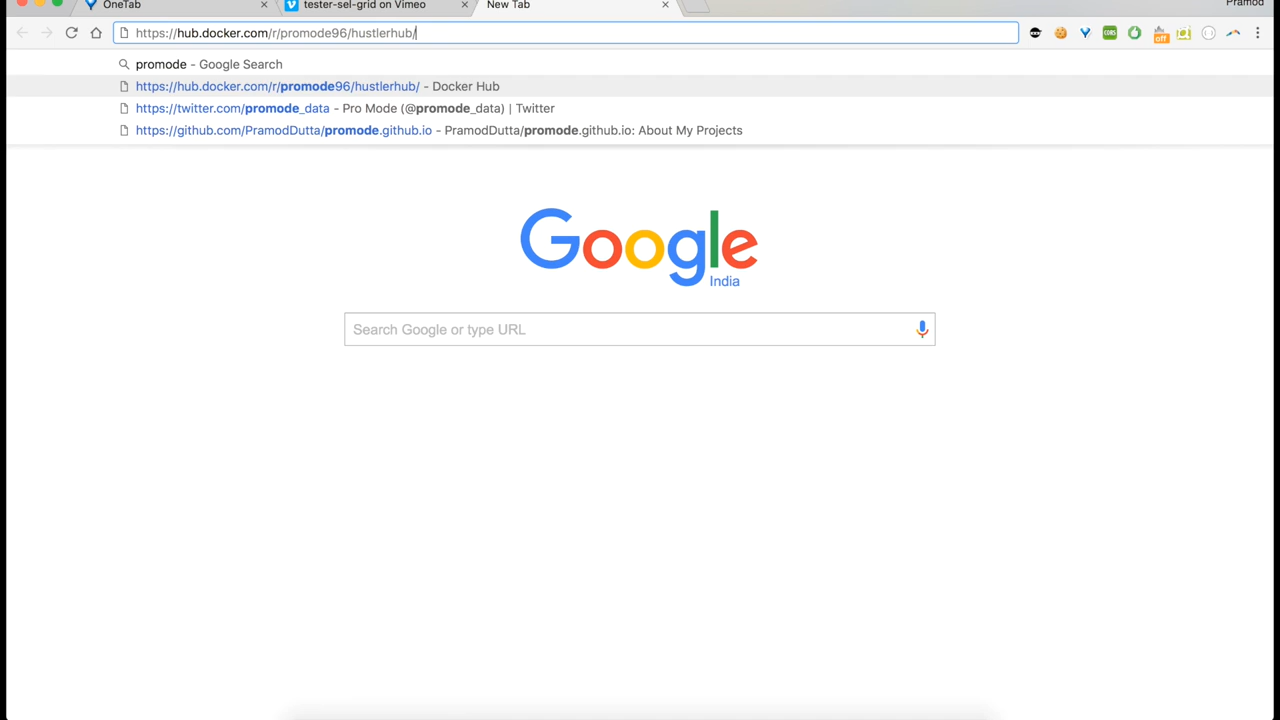 OneTab
tester-sel-grid on Vimeo
New Tab
Pramod
https://hub.docker.com/r/promode96/hustlerhub/
CORS
off
promode - Google Search
https://hub.docker.com/r/promode96/hustlerhub/ - Docker Hub
https://twitter.com/promode_data - Pro Mode (@promode_data) | Twitter
https://github.com/PramodDutta/promode.github.io - PramodDutta/promode.github.io: About My Projects
Google
India
Search Google or type URL